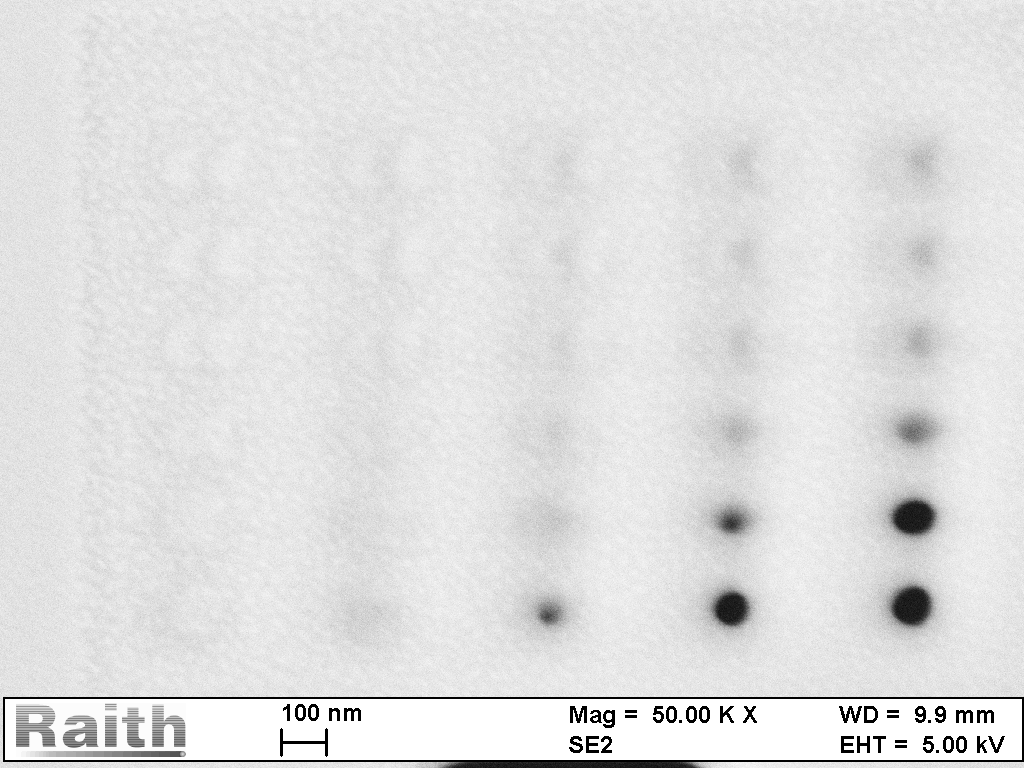 Raith
100 nm
Mag = 50.00 K X
SE2
WD = 9.9 mm
EHT = 5.00 kV